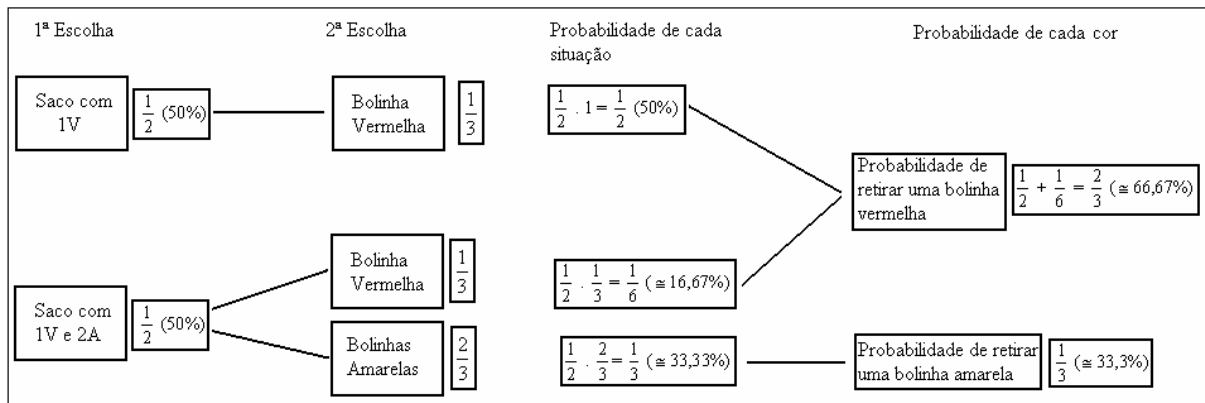 1ª Escolha
2ª Escolha
Probabilidade de cada
situação
Probabilidade de cada cor
Saco com
1V
1/2 (50%)
Bolinha
Vermelha
1/3
1/2 . 1 = 1/2 (50%)
Probabilidade de
retirar uma bolinha
vermelha
1/2 + 1/6 = 2/3 (≅ 66,67%)
Saco com
1V e 2A
1/2 (50%)
Bolinha
Vermelha
1/3
1/2 . 1/3 = 1/6 (≅ 16,67%)
Bolinhas
Amarelas
2/3
1/2 . 2/3 = 1/3 (≅ 33,33%)
Probabilidade de retirar
uma bolinha amarela
1/3 (≅ 33,3%)